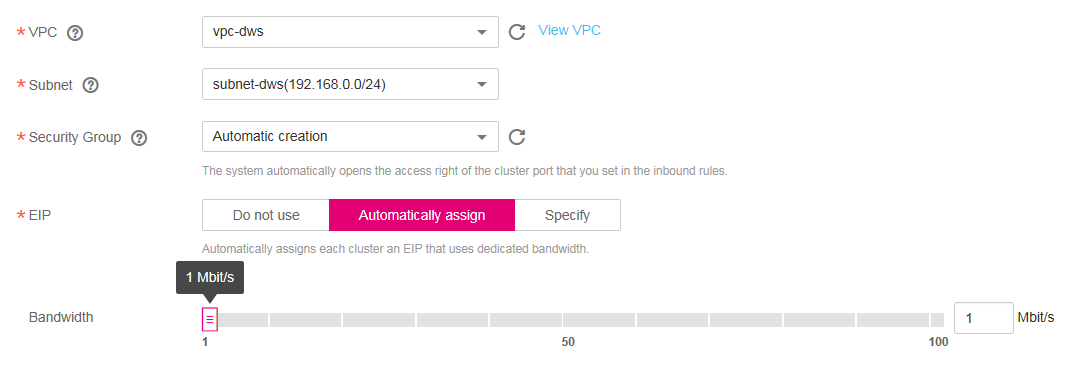 * VPC ? vpc-dws View VPC
* Subnet ? subnet-dws(192.168.0.0/24)
* Security Group ? Automatic creation
The system automatically opens the access right of the cluster port that you set in the inbound rules.
* EIP Do not use Automatically assign Specify
Automatically assigns each cluster an EIP that uses dedicated bandwidth.
1 Mbit/s
Bandwidth 1 Mbit/s
1 50 100